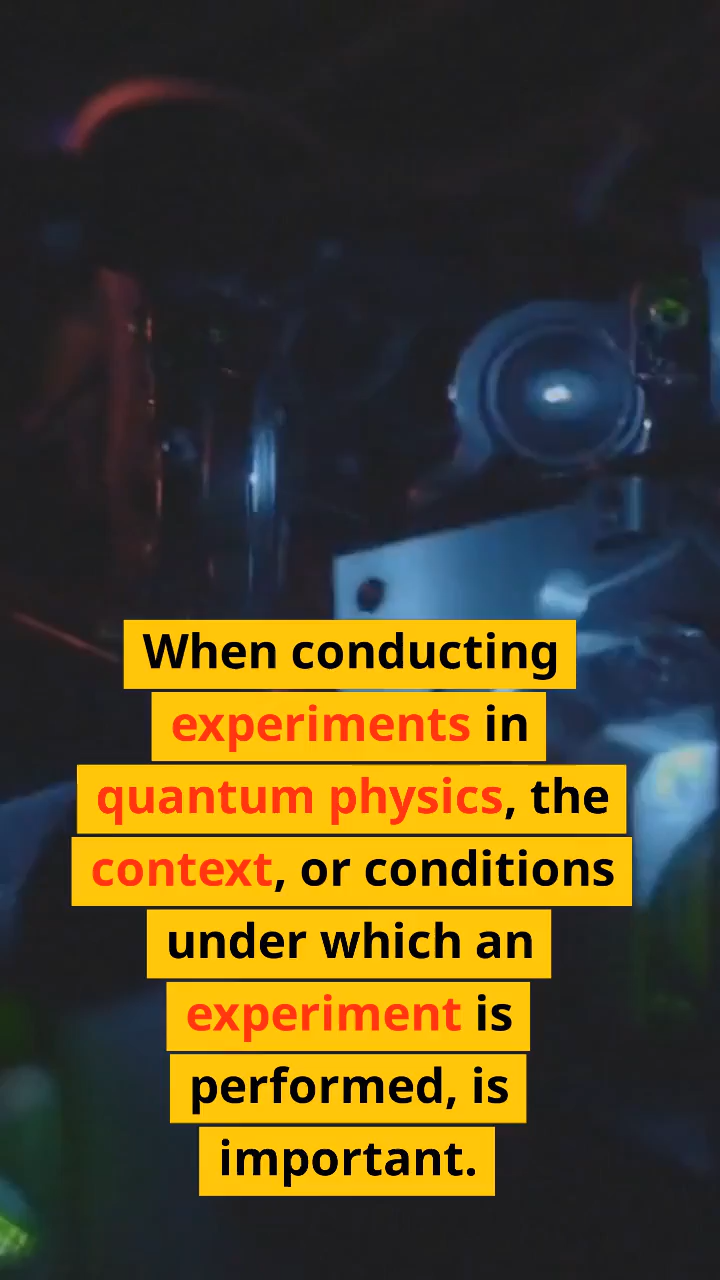 When conducting
experiments in
quantum physics, the
context, or conditions
under which an
experiment is
performed, is
important.